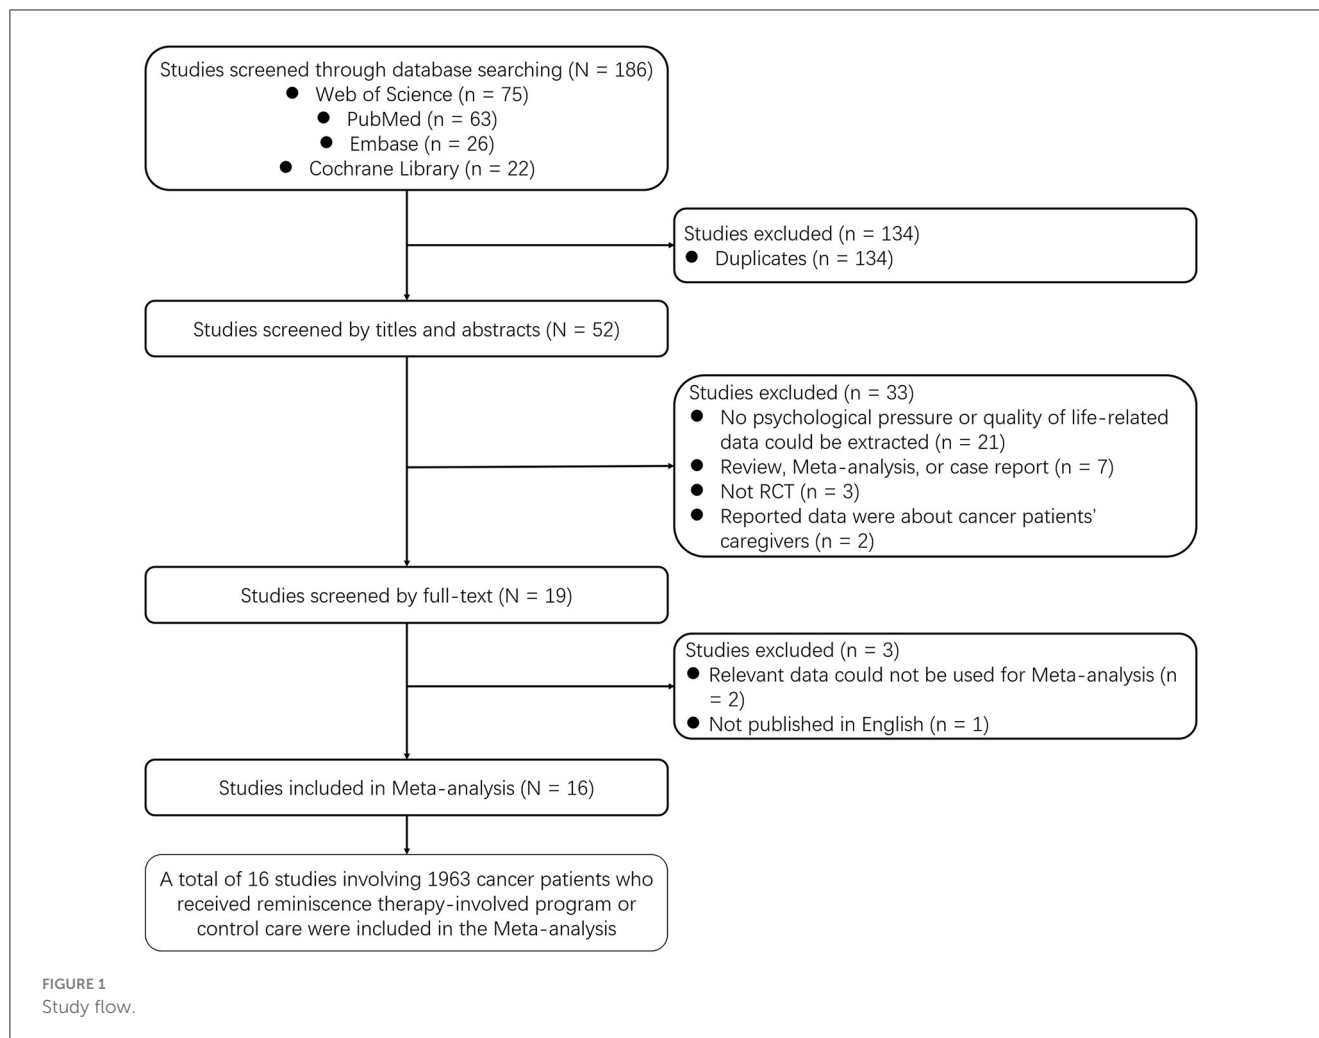 Studies screened through database searching (N = 186)
● Web of Science (n = 75)
● PubMed (n = 63)
● Embase (n = 26)
● Cochrane Library (n = 22)
Studies excluded (n = 134)
● Duplicates (n = 134)
Studies screened by titles and abstracts (N = 52)
Studies excluded (n = 33)
● No psychological pressure or quality of life-related
data could be extracted (n = 21)
● Review, Meta-analysis, or case report (n = 7)
● Not RCT (n = 3)
● Reported data were about cancer patients’
caregivers (n = 2)
Studies screened by full-text (N = 19)
Studies excluded (n = 3)
● Relevant data could not be used for Meta-analysis (n
= 2)
● Not published in English (n = 1)
Studies included in Meta-analysis (N = 16)
A total of 16 studies involving 1963 cancer patients who
received reminiscence therapy-involved program or
control care were included in the Meta-analysis
FIGURE 1
Study flow.